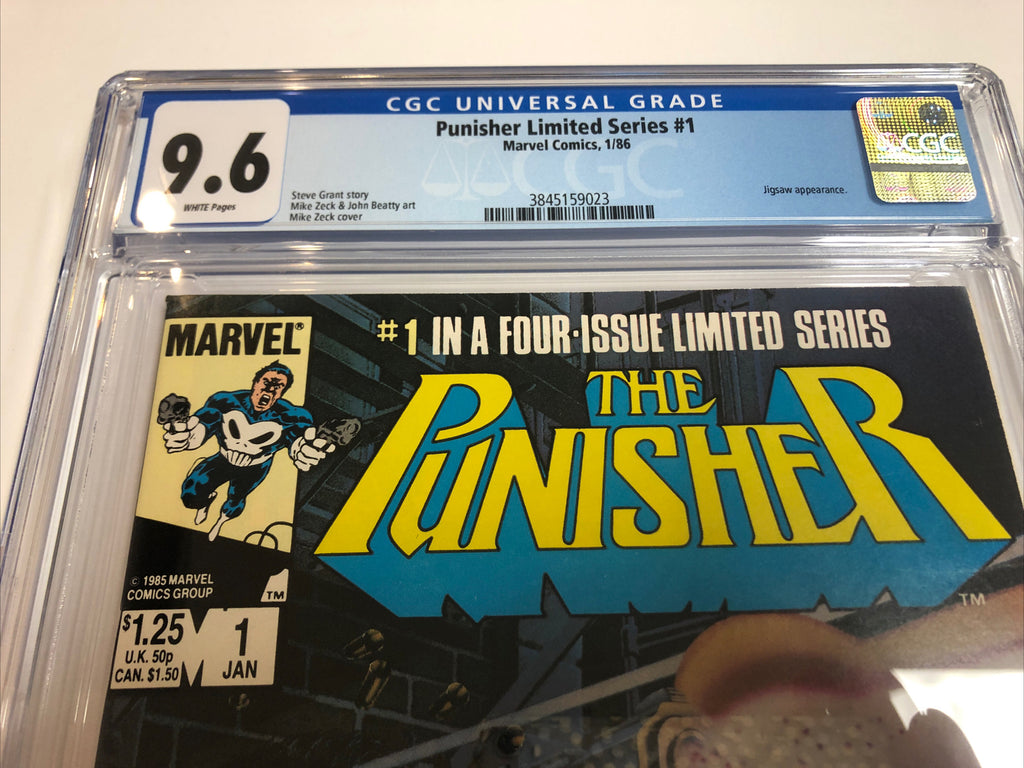 CGC UNIVERSAL GRADE
9.6
WHITE Pages
Punisher Limited Series #1
Marvel Comics, 1/86
Steve Grant story
Mike Zeck & John Beatty art
Mike Zeck cover
CGC
3845159023
Jigsaw appearance.
CGC
MARVEL®
#1 IN A FOUR-ISSUE LIMITED SERIES
THE
PUNISHER
TM
© 1985 MARVEL
COMICS GROUP
TM
$1.25
U.K. 50p
CAN. $1.50
1
JAN